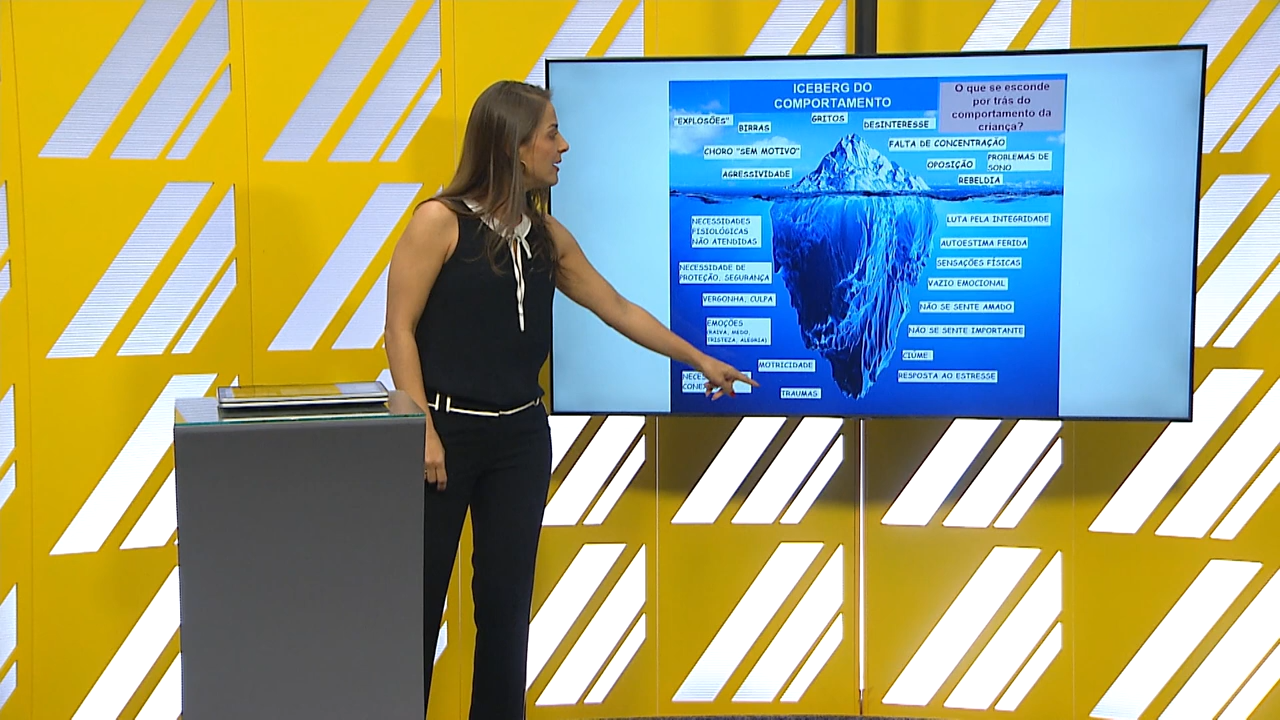 ICEBERG DO
COMPORTAMENTO
O que se esconde
por trás do
comportamento da
criança?
"EXPLOSÕES"
BIRRAS
GRITOS
DESINTERESSE
CHORO "SEM MOTIVO"
FALTA DE CONCENTRAÇÃO
AGRESSIVIDADE
OPOSIÇÃO
PROBLEMAS DE
SONO
REBELDIA
NECESSIDADES
FISIOLÓGICAS
NÃO ATENDIDAS
LUTA PELA INTEGRIDADE
AUTOESTIMA FERIDA
NECESSIDADE DE
PROTEÇÃO, SEGURANÇA
SENSAÇÕES FÍSICAS
VAZIO EMOCIONAL
VERGONHA, CULPA
NÃO SE SENTE AMADO
EMOÇÕES
(RAIVA, MEDO,
TRISTEZA, ALEGRIA)
NÃO SE SENTE IMPORTANTE
CIÚME
MOTRICIDADE
RESPOSTA AO ESTRESSE
TRAUMAS